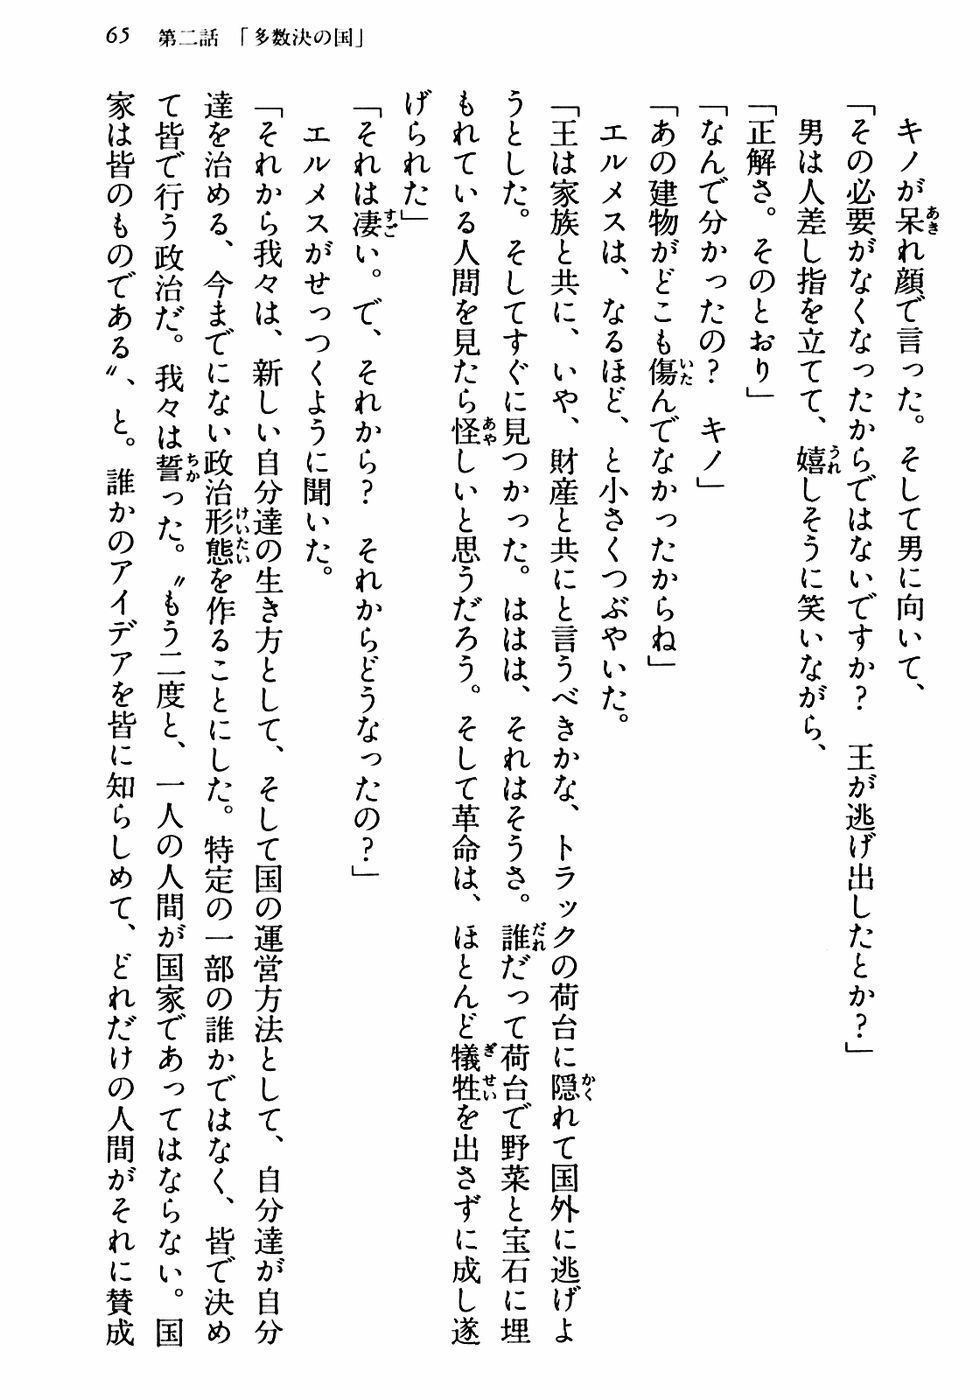 65 第二話 「多数決の国」
キノが呆れ顔で言った。そして男に向いて、
「その必要がなくなったからではないですか? 王が逃げ出したとか?」
男は人差し指を立てて、嬉しそうに笑いながら、
「正解さ。そのとおり」
「なんで分かったの? キノ」
「あの建物がどこも傷んでなかったからね」
エルメスは、なるほど、と小さくつぶやいた。
「王は家族と共に、いや、財産と共にと言うべきかな、トラックの荷台に隠れて国外に逃げよ
うとした。そしてすぐに見つかった。ははは、それはそうさ。誰だって荷台で野菜と宝石に埋
もれている人間を見たら怪しいと思うだろう。そして革命は、ほとんど犠牲を出さずに成し遂
げられた」
「それは凄い。で、それから? それからどうなったの?」
エルメスがせっつくように聞いた。
「それから我々は、新しい自分達の生き方として、そして国の運営方法として、自分達が自分
達を治める、今までにない政治形態を作ることにした。特定の一部の誰かではなく、皆で決め
て皆で行う政治だ。我々は誓った。〝もう二度と、一人の人間が国家であってはならない。国
家は皆のものである〟、と。誰かのアイデアを皆に知らしめて、どれだけの人間がそれに賛成